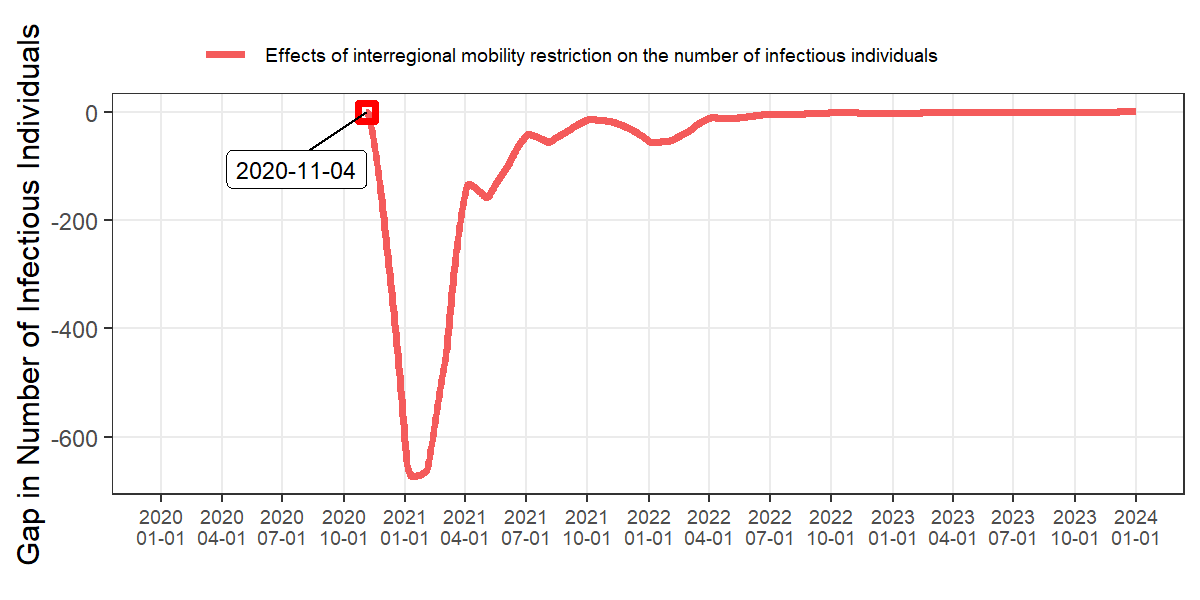 Effects of interregional mobility restriction on the number of infectious individuals
Gap in Number of Infectious Individuals
0
-200
-400
-600
2020-11-04
2020 2020 2020 2020 2021 2021 2021 2021 2022 2022 2022 2022 2023 2023 2023 2023 2024
01-01 04-01 07-01 10-01 01-01 04-01 07-01 10-01 01-01 04-01 07-01 10-01 01-01 04-01 07-01 10-01 01-01